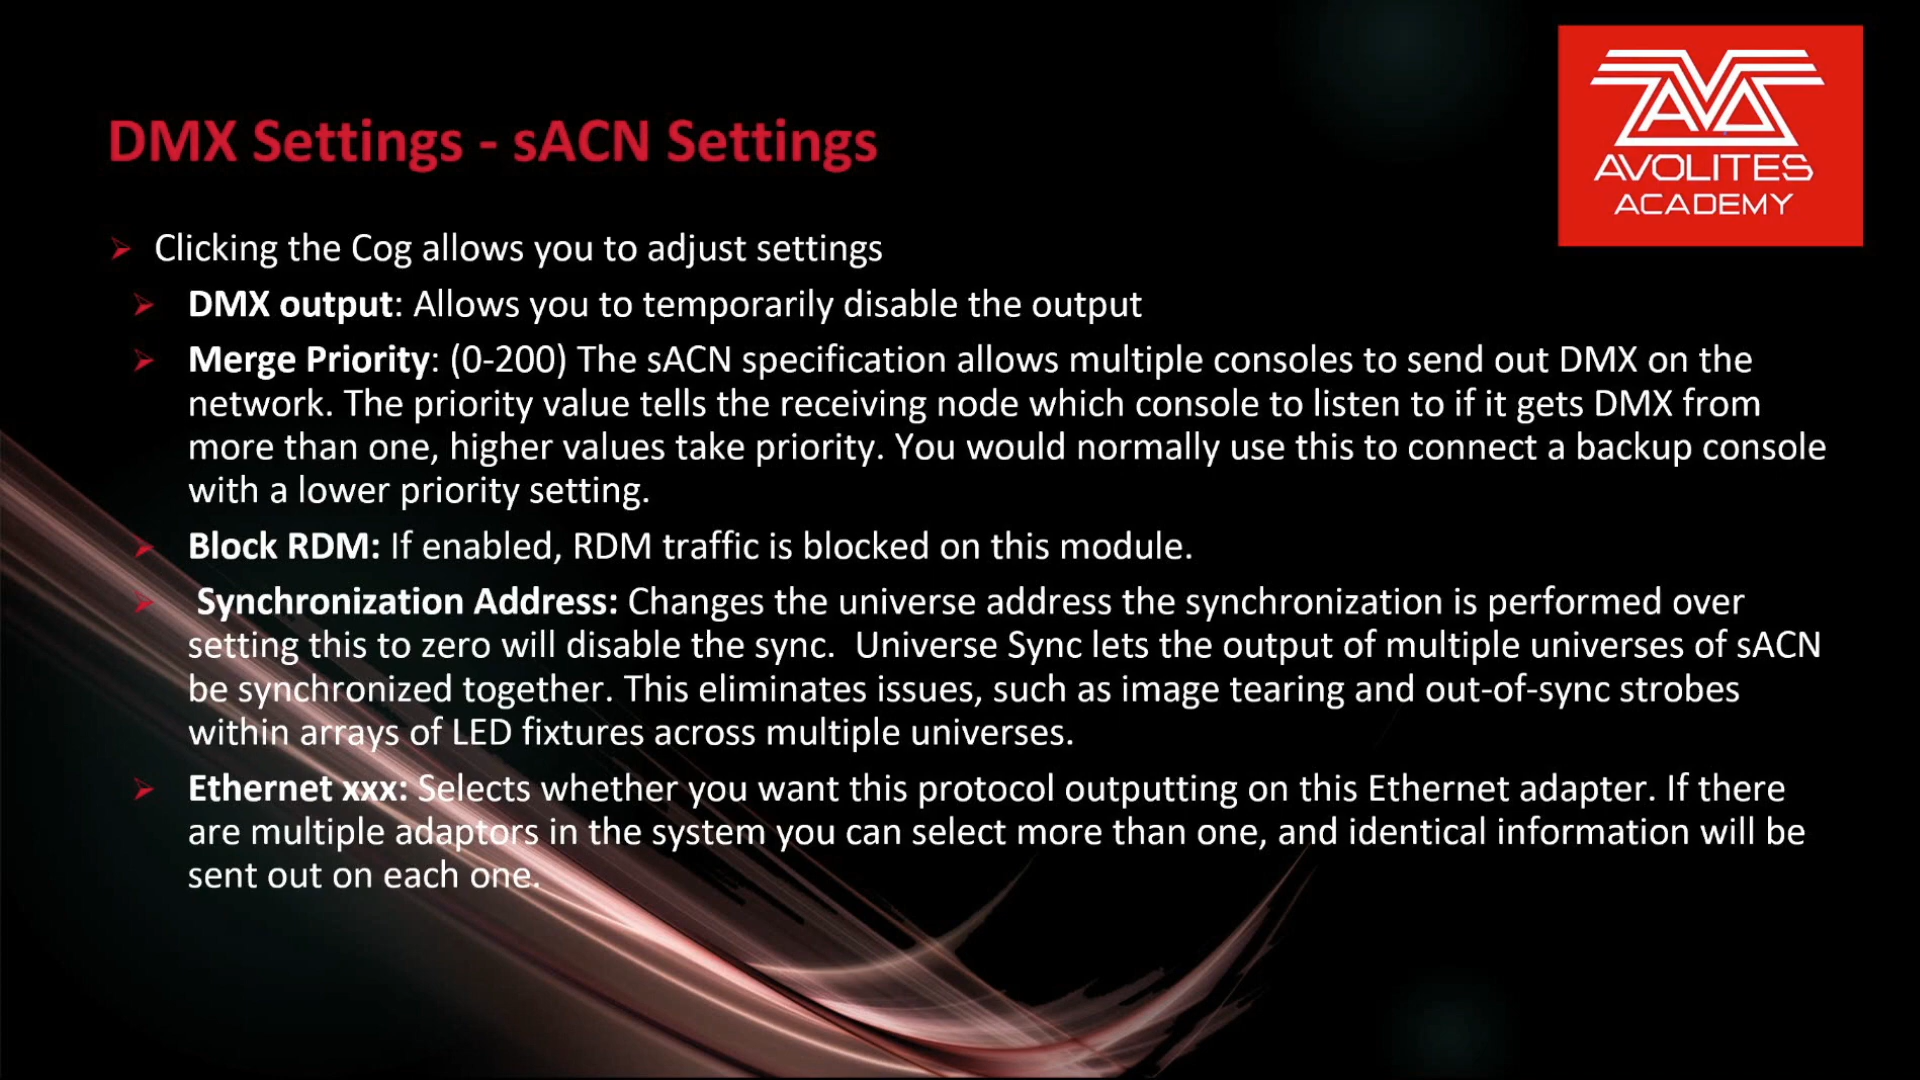 AVOLITES
ACADEMY
DMX Settings - sACN Settings
Clicking the Cog allows you to adjust settings
DMX output: Allows you to temporarily disable the output
Merge Priority: (0-200) The sACN specification allows multiple consoles to send out DMX on the
network. The priority value tells the receiving node which console to listen to if it gets DMX from
more than one, higher values take priority. You would normally use this to connect a backup console
with a lower priority setting.
Block RDM: If enabled, RDM traffic is blocked on this module.
Synchronization Address: Changes the universe address the synchronization is performed over
setting this to zero will disable the sync.  Universe Sync lets the output of multiple universes of sACN
be synchronized together. This eliminates issues, such as image tearing and out-of-sync strobes
within arrays of LED fixtures across multiple universes.
Ethernet xxx: Selects whether you want this protocol outputting on this Ethernet adapter. If there
are multiple adaptors in the system you can select more than one, and identical information will be
sent out on each one.